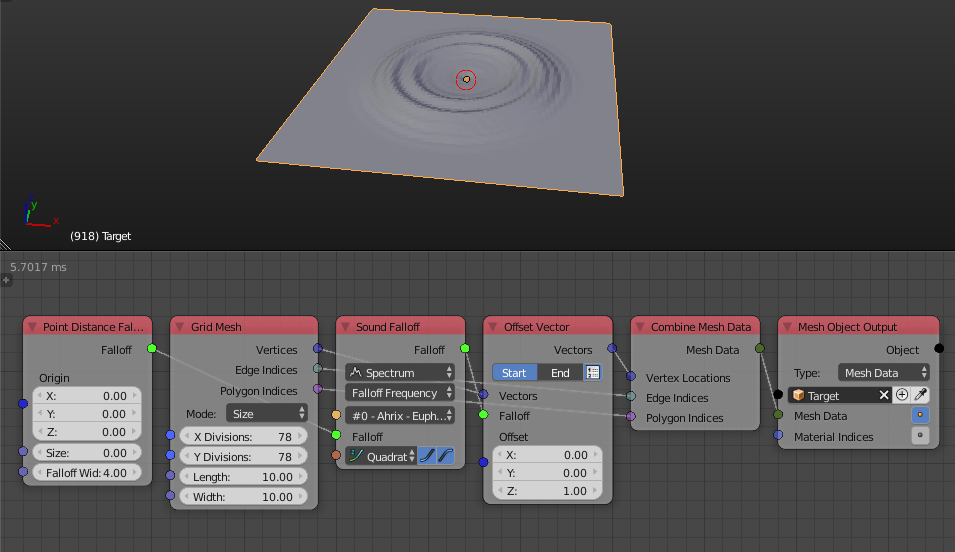 y
x
(918) Target
5.7017 ms
Point Distance Fal...
Falloff
Origin
X: 0.00
Y: 0.00
Z: 0.00
Size: 0.00
Falloff Wid: 4.00
Grid Mesh
Vertices
Edge Indices
Polygon Indices
Mode: Size
X Divisions: 78
Y Divisions: 78
Length: 10.00
Width: 10.00
Sound Falloff
Falloff
Spectrum
Falloff Frequency
#0 - Ahrix - Euph...
Falloff
Quadrat
Offset Vector
Vectors
Start End
Vectors
Falloff
Offset
X: 0.00
Y: 0.00
Z: 1.00
Combine Mesh Data
Mesh Data
Vertex Locations
Edge Indices
Polygon Indices
Mesh Object Output
Object
Type: Mesh Data
Target
Mesh Data
Material Indices